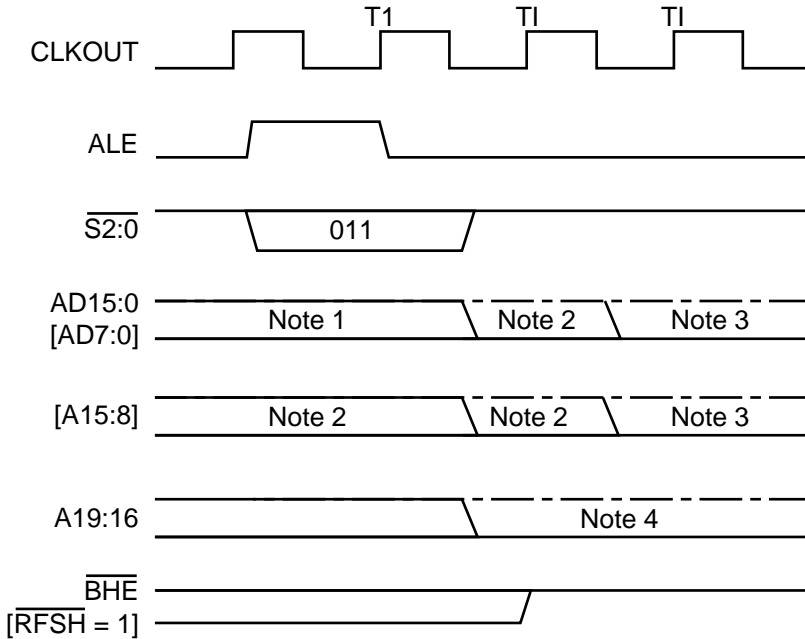 T1 TI TI
CLKOUT
ALE
S2:0 011
AD15:0
[AD7:0] Note 1 Note 2 Note 3
[A15:8] Note 2 Note 2 Note 3
A19:16 Note 4
BHE
[RFSH = 1]